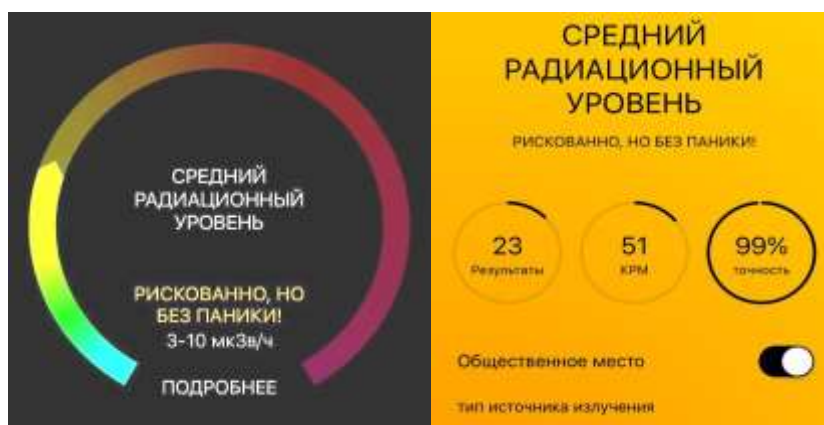 СРЕДНИЙ
РАДИАЦИОННЫЙ
УРОВЕНЬ
РИСКОВАННО, НО
БЕЗ ПАНИКИ!
3-10 мкЗв/ч
ПОДРОБНЕЕ
СРЕДНИЙ
РАДИАЦИОННЫЙ
УРОВЕНЬ
РИСКОВАННО, НО БЕЗ ПАНИКИ!
23
Результаты
51
КРМ
99%
точность
Общественное место
тип источника излучения